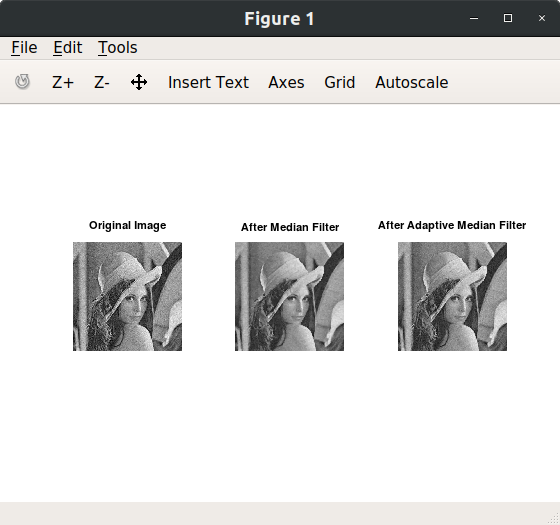 Figure 1
File Edit Tools
Z+ Z- Insert Text Axes Grid Autoscale
Original Image After Median Filter After Adaptive Median Filter